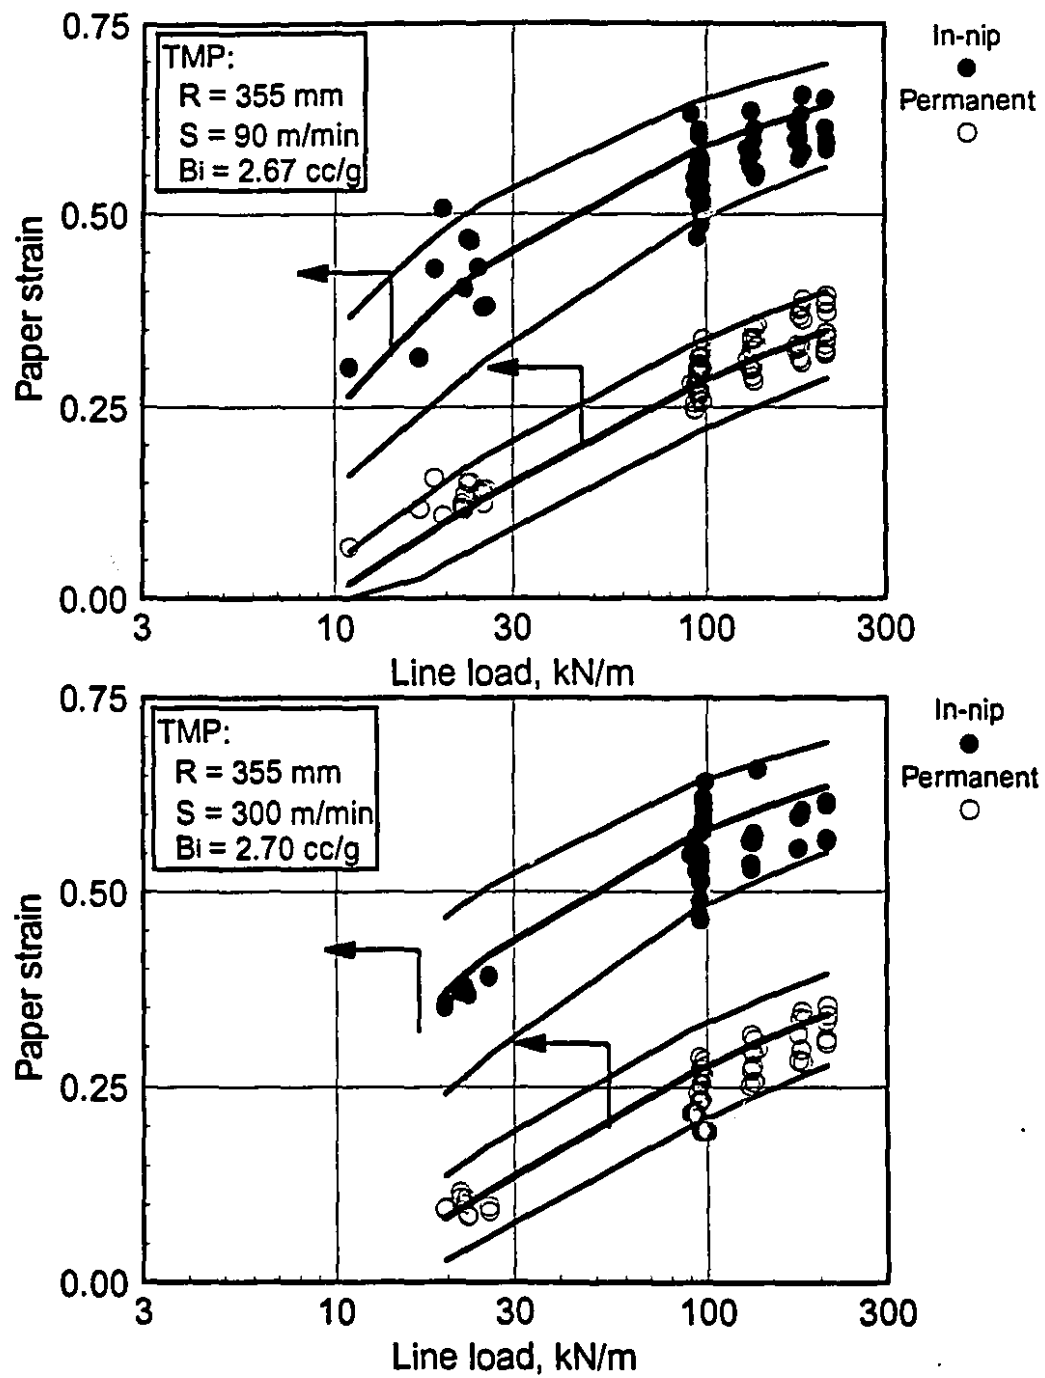 0.75
0.50
0.25
0.00
Paper strain
TMP:
R = 355 mm
S = 90 m/min
Bi = 2.67 cc/g
In-nip
Permanent
3 10 30 100 300
Line load, kN/m
0.75
0.50
0.25
0.00
Paper strain
TMP:
R = 355 mm
S = 300 m/min
Bi = 2.70 cc/g
In-nip
Permanent
3 10 30 100 300
Line load, kN/m